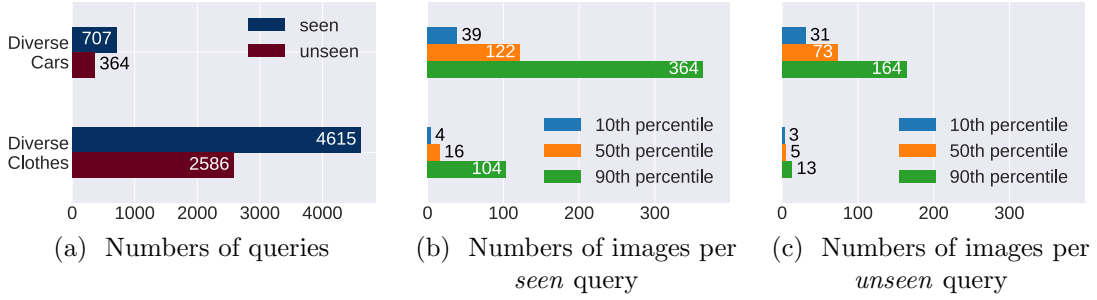 Diverse
Cars
707
364
seen
unseen
Diverse
Clothes
4615
2586
0 1000 2000 3000 4000
(a) Numbers of queries
39
122
364
4
16
104
10th percentile
50th percentile
90th percentile
0 100 200 300
(b) Numbers of images per
seen query
31
73
164
3
5
13
10th percentile
50th percentile
90th percentile
0 100 200 300
(c) Numbers of images per
unseen query